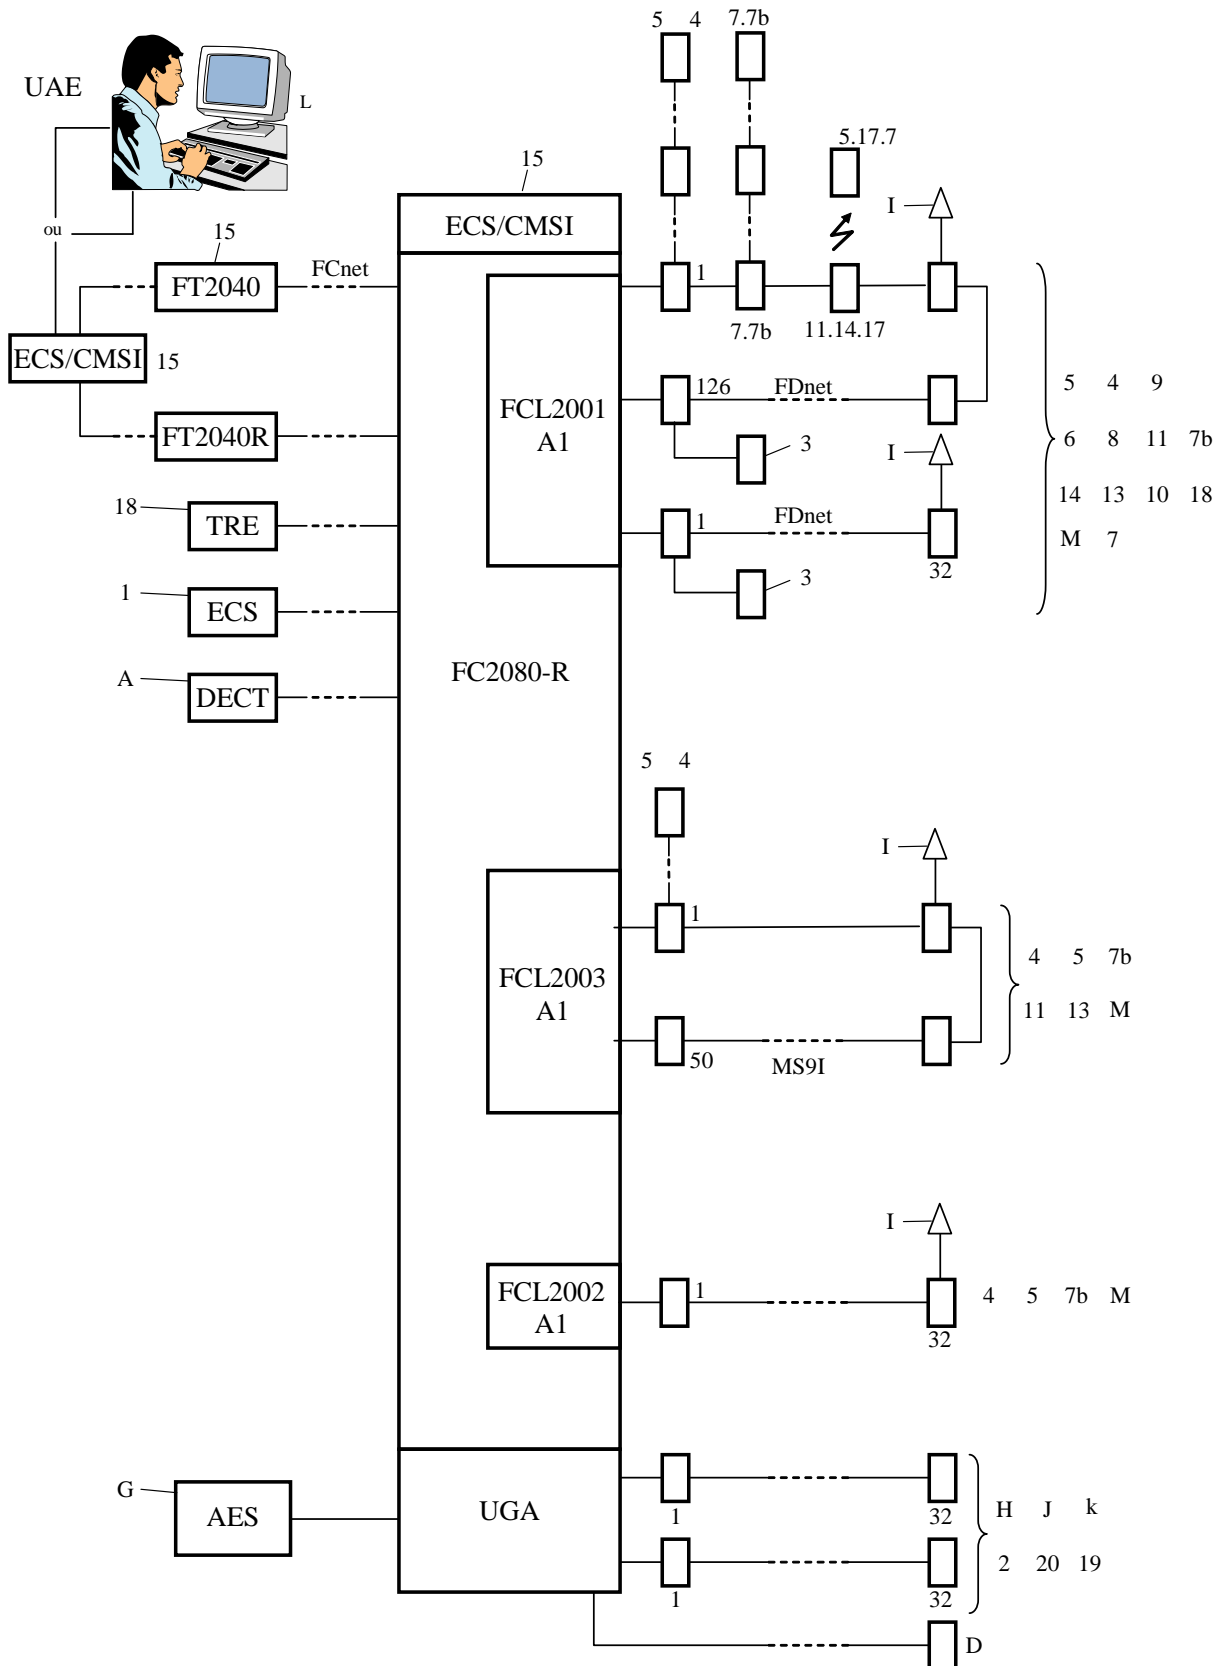 5 4 7.7b
UAE
L
5.17.7
15
I
ECS/CMSI
ou
15
FT2040
FCnet
1
7.7b
11.14.17
ECS/CMSI
15
FCL2001
A1
126
FDnet
5 4 9
FT2040R
3
I
6 8 11 7b
18
TRE
14 13 10 18
1
FDnet
M 7
32
1
ECS
3
FC2080-R
A
DECT
5 4
I
1
FCL2003
A1
4 5 7b
11 13 M
50
MS9I
I
FCL2002
A1
1
4 5 7b M
32
G
AES
UGA
1
32
H J k
2 20 19
1
32
D